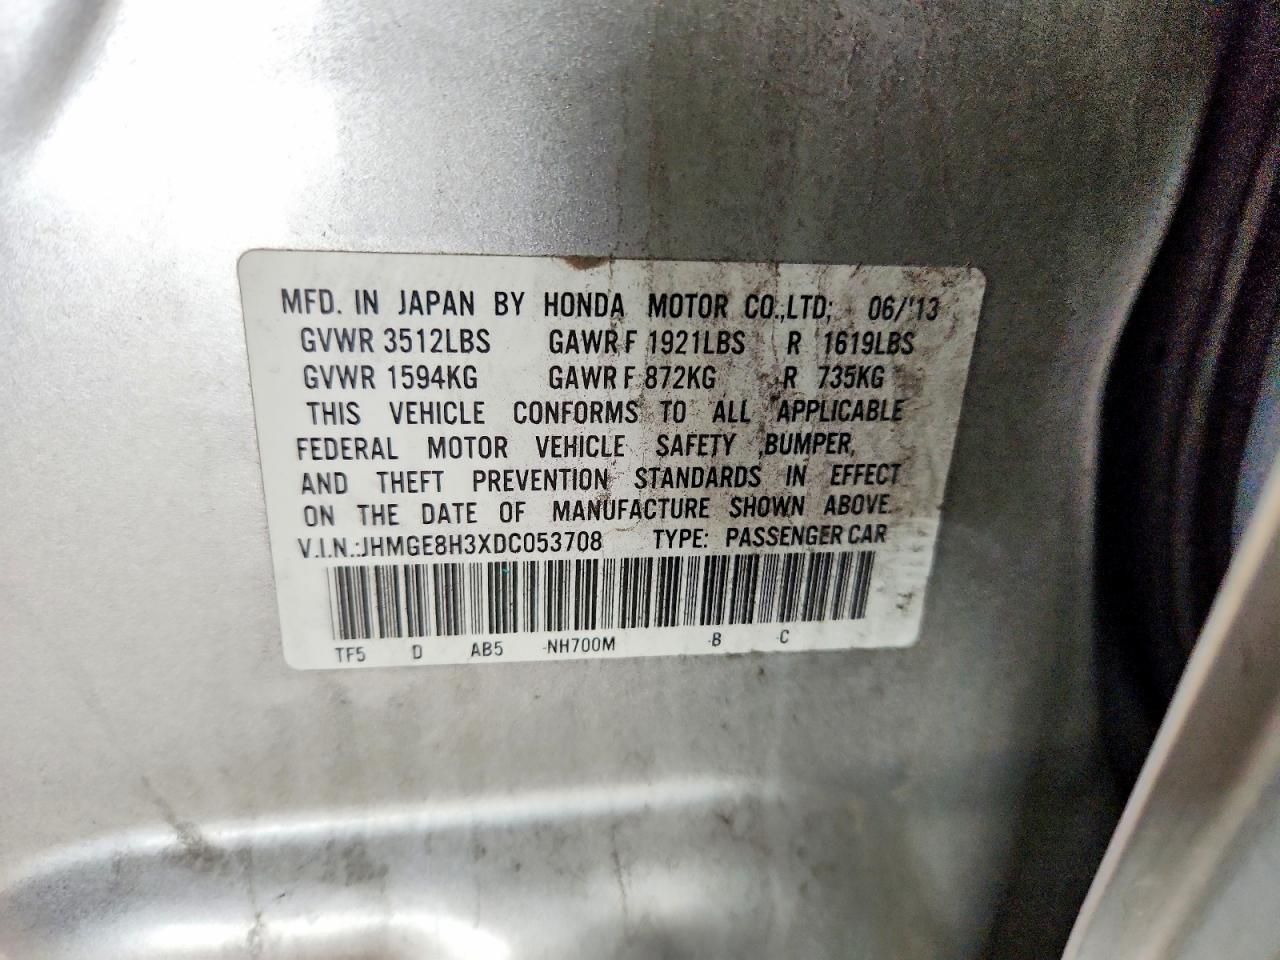 MFD. IN JAPAN BY HONDA MOTOR CO.,LTD; 06/'13
GVWR 3512LBS GAWR F 1921LBS R 1619LBS
GVWR 1594KG GAWR F 872KG R 735KG
THIS VEHICLE CONFORMS TO ALL APPLICABLE
FEDERAL MOTOR VEHICLE SAFETY ,BUMPER,
AND THEFT PREVENTION STANDARDS IN EFFECT
ON THE DATE OF MANUFACTURE SHOWN ABOVE.
V.I.N.:JHMGE8H3XDC053708 TYPE: PASSENGER CAR
TF5 D AB5 -NH700M -B -C